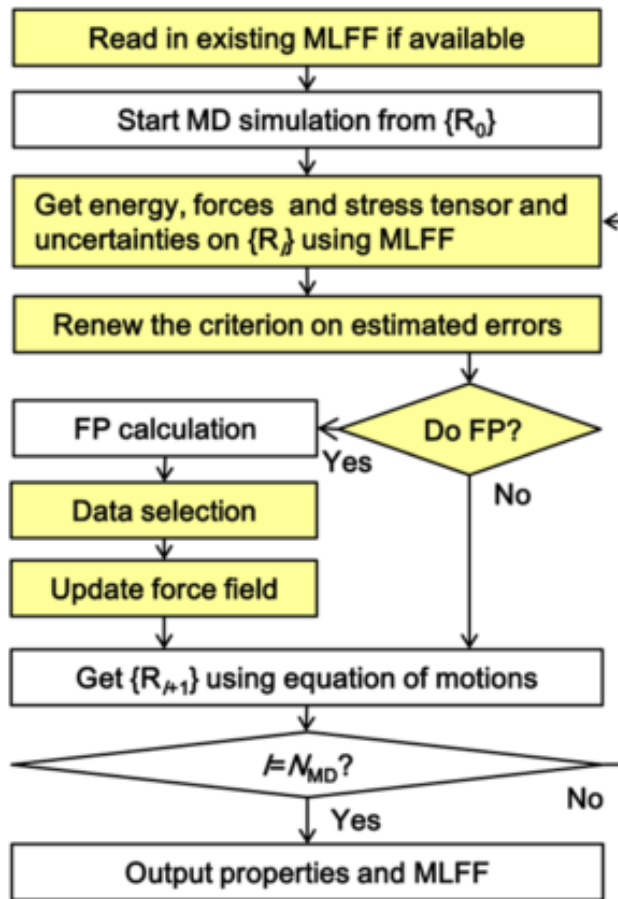 Read in existing MLFF if available
Start MD simulation from {R₀}
Get energy, forces and stress tensor and
uncertainties on {Rᵢ} using MLFF
Renew the criterion on estimated errors
FP calculation
Do FP?
Yes
No
Data selection
Update force field
Get {Rᵢ₊₁} using equation of motions
I=N_MD?
No
Yes
Output properties and MLFF